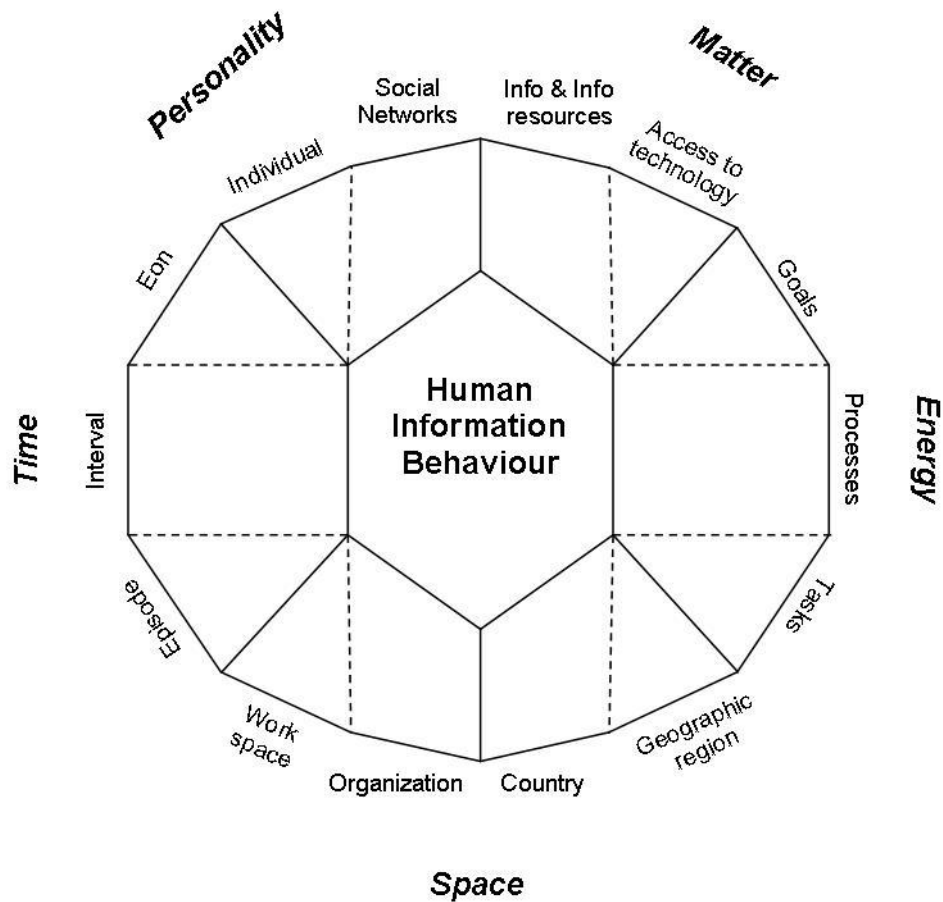 Personality
Matter
Social
Networks
Info & Info
resources
Individual
Access to
technology
Eon
Goals
Human
Information
Behaviour
Time
Interval
Processes
Energy
Episode
Tasks
Work
space
Geographic
region
Organization
Country
Space